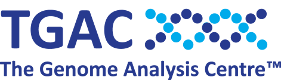 TGAC
The Genome Analysis Centre™